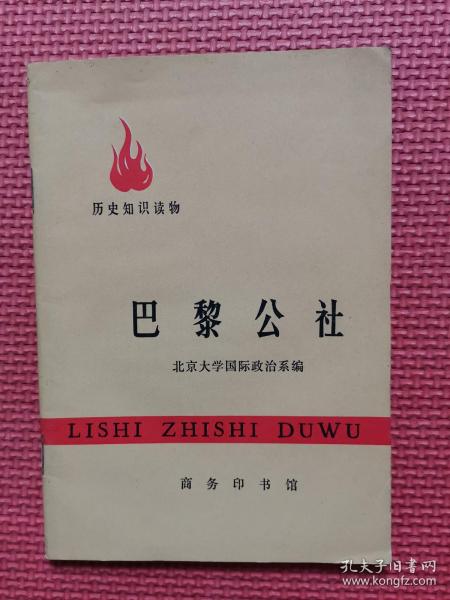 历史知识读物
巴黎公社
北京大学国际政治系编
LISHI ZHISHI DUWU
商务印书馆
孔夫子旧书网
www.kongfz.com